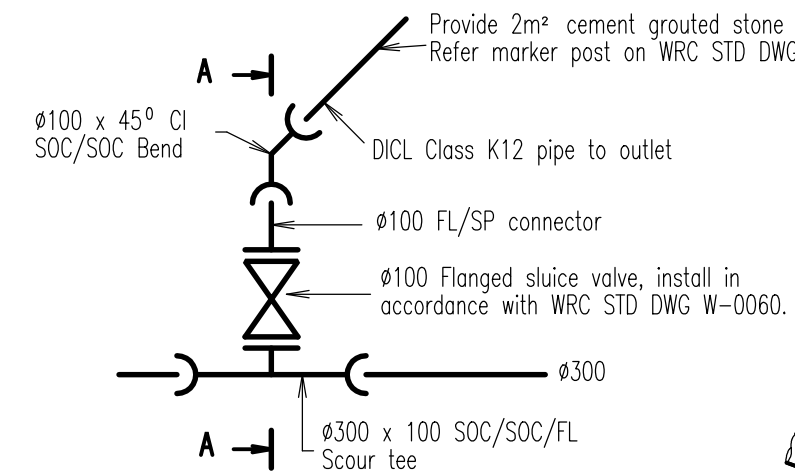 Provide 2m² cement grouted stone
Refer marker post on WRC STD DWG
A
ø100 x 45⁰ CI
SOC/SOC Bend
DICL Class K12 pipe to outlet
ø100 FL/SP connector
ø100 Flanged sluice valve, install in
accordance with WRC STD DWG W-0060.
ø300
A
ø300 x 100 SOC/SOC/FL
Scour tee